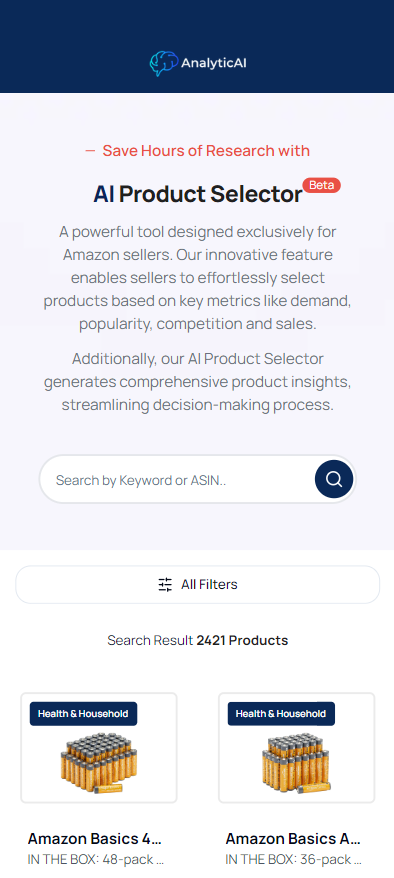 AnalyticAI
— Save Hours of Research with
AI Product Selector Beta
A powerful tool designed exclusively for
Amazon sellers. Our innovative feature
enables sellers to effortlessly select
products based on key metrics like demand,
popularity, competition and sales.
Additionally, our AI Product Selector
generates comprehensive product insights,
streamlining decision-making process.
Search by Keyword or ASIN..
All Filters
Search Result 2421 Products
Health & Household
Health & Household
Amazon Basics 4...
IN THE BOX: 48-pack ...
Amazon Basics A...
IN THE BOX: 36-pack ...